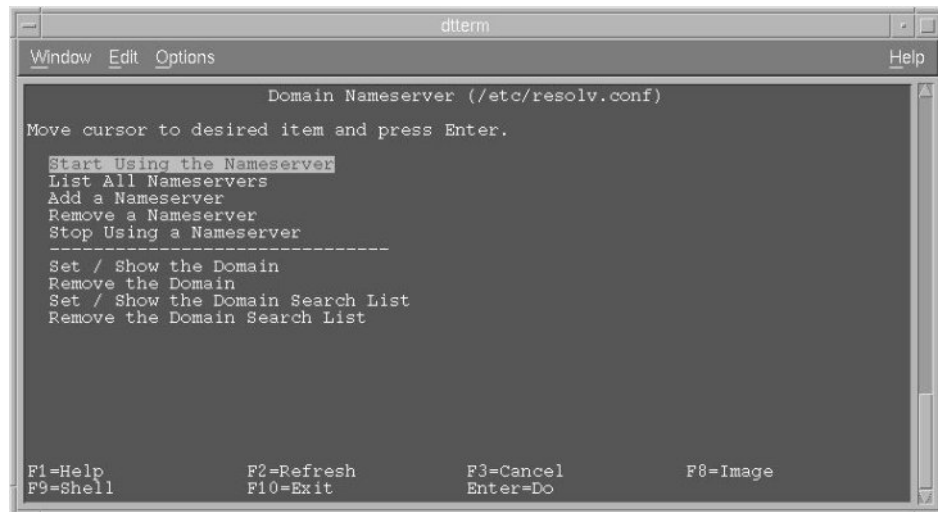 dtterm
Window Edit Options Help
Domain Nameserver (/etc/resolv.conf)
Move cursor to desired item and press Enter.
Start Using the Nameserver
List All Nameservers
Add a Nameserver
Remove a Nameserver
Stop Using a Nameserver
--------------------------------
Set / Show the Domain
Remove the Domain
Set / Show the Domain Search List
Remove the Domain Search List
F1=Help F2=Refresh F3=Cancel F8=Image
F9=Shell F10=Exit Enter=Do